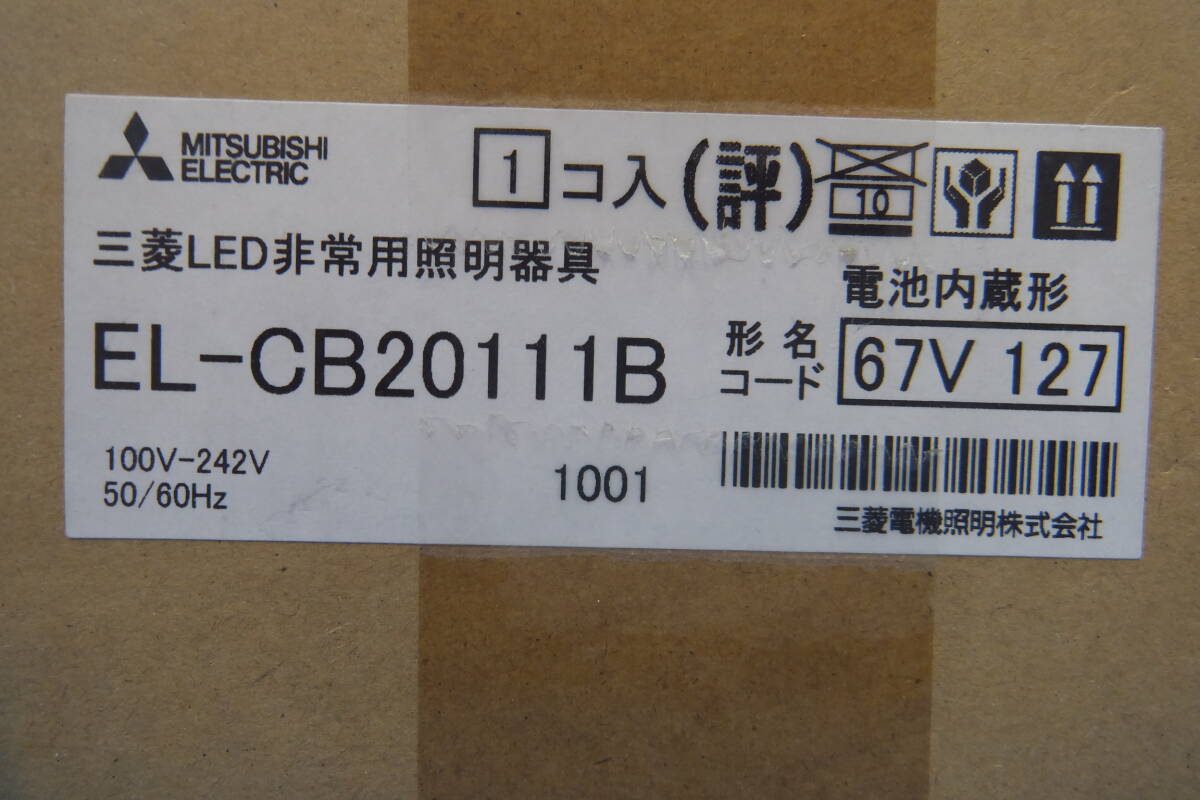 MITSUBISHI
ELECTRIC
1 コ入 (評) 10
三菱LED非常用照明器具
電池内蔵形
EL-CB20111B
形名
コード
67V 127
100V-242V
50/60Hz
1001
三菱電機照明株式会社